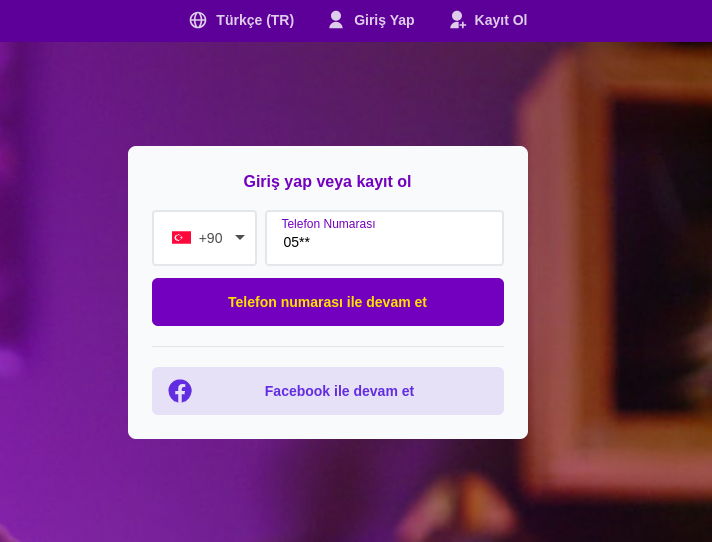 Türkçe (TR) Giriş Yap Kayıt Ol
Giriş yap veya kayıt ol
+90
Telefon Numarası
05**
Telefon numarası ile devam et
Facebook ile devam et